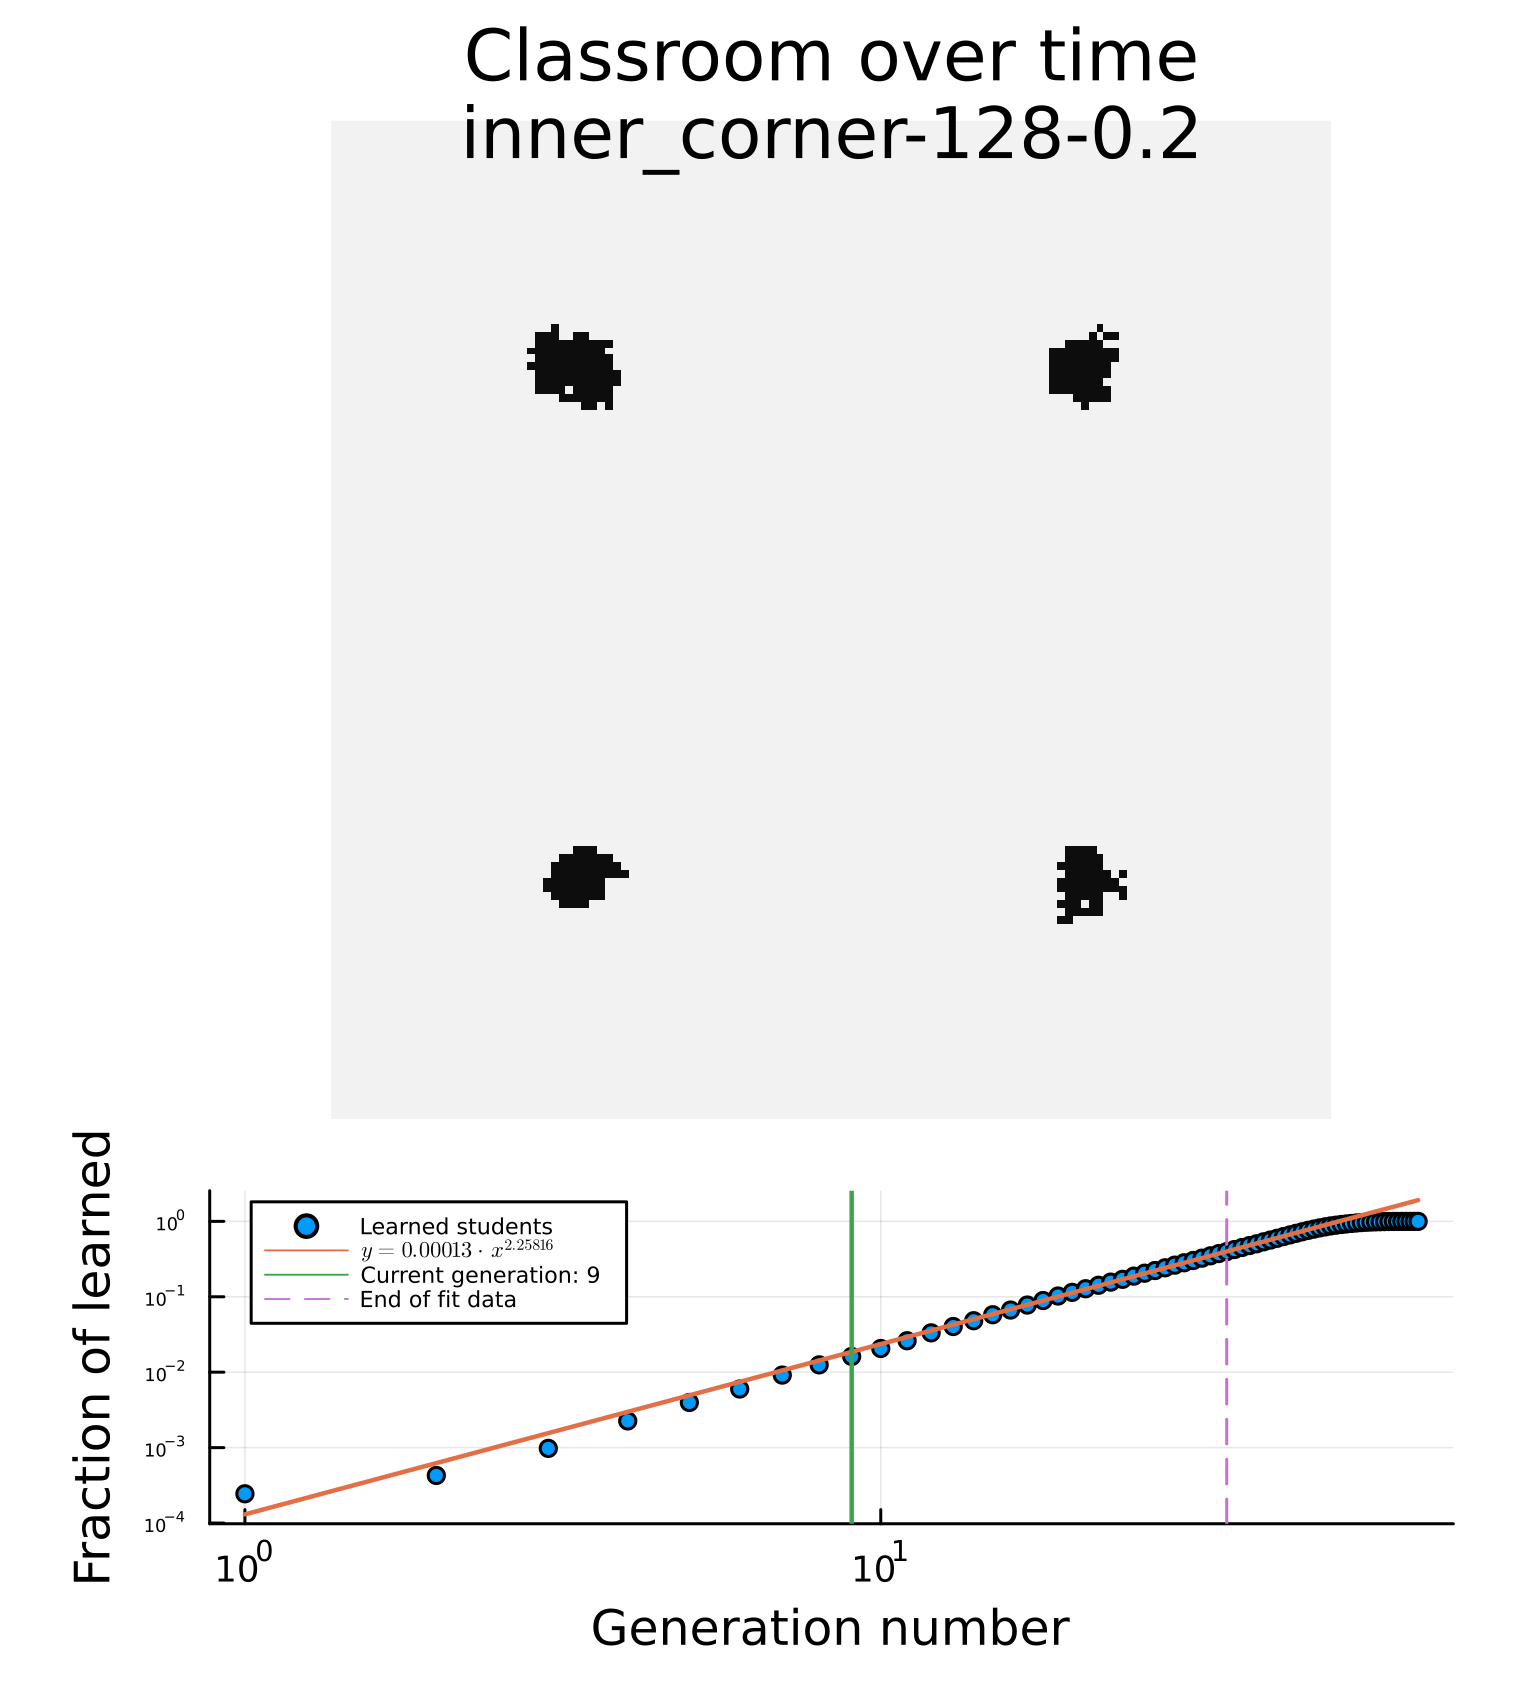 Classroom over time
inner_corner-128-0.2
Fraction of learned
10^0
10^-1
10^-2
10^-3
10^-4
Learned students
y = 0.00013 · x^2.25816
Current generation: 9
End of fit data
10^0
10^1
Generation number